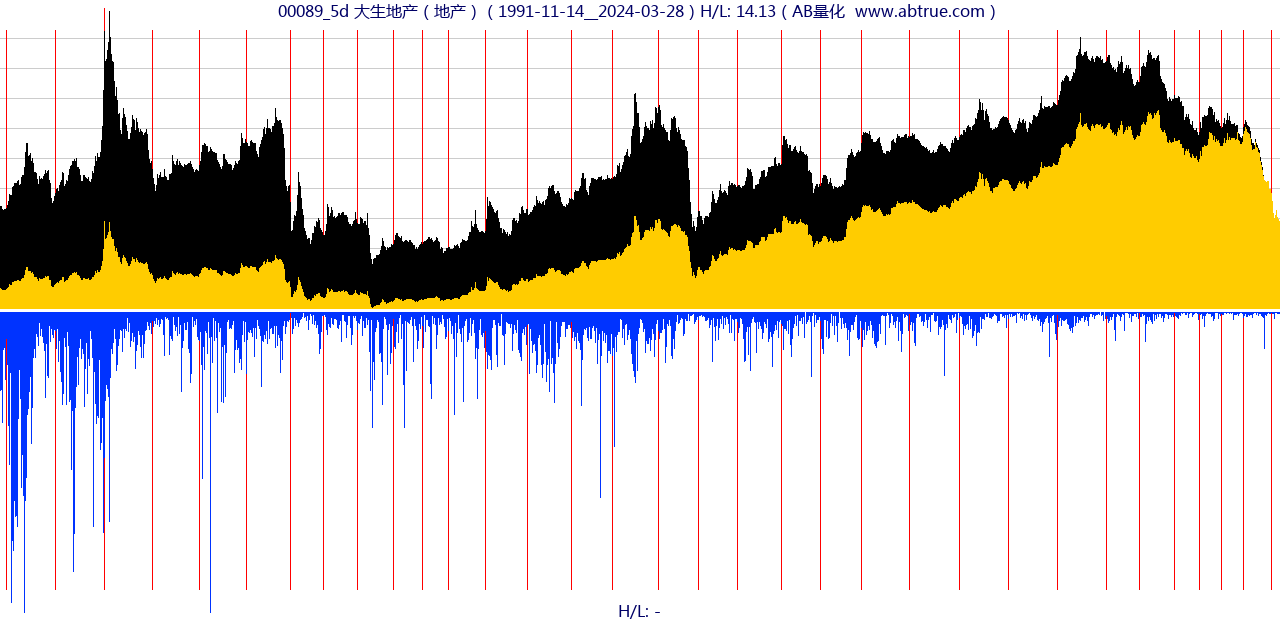 00089_5d 大生地产 ( 地产 ) ( 1991-11-14__2024-03-28 ) H/L: 14.13 ( AB量化 www.abtrue.com )
H/L: -